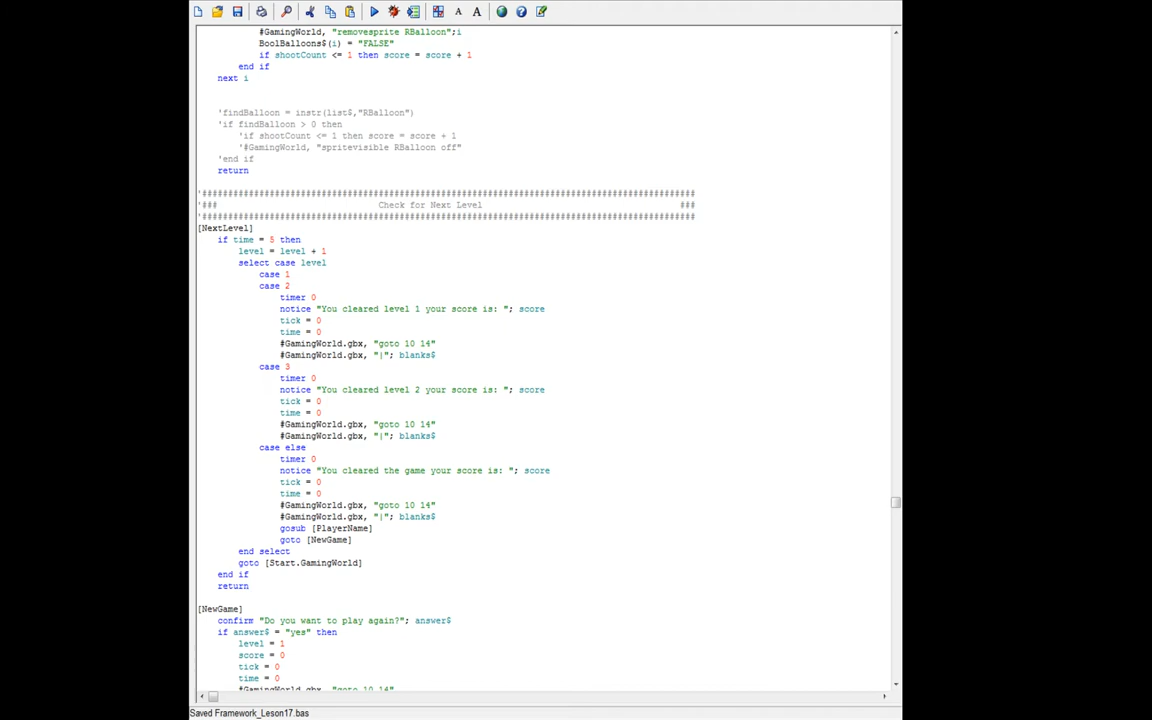 #GamingWorld, "removesprite RBalloon";i
BoolBalloons$(i) = "FALSE"
if shootCount <= 1 then score = score + 1
end if
next i
'findBalloon = instr(list$,"RBalloon")
'if findBalloon > 0 then
'if shootCount <= 1 then score = score + 1
'#GamingWorld, "spritevisible RBalloon off"
'end if
return
'###############################################################################################
'### Check for Next Level ###
'###############################################################################################
[NextLevel]
if time = 5 then
level = level + 1
select case level
case 1
case 2
timer 0
notice "You cleared level 1 your score is: "; score
tick = 0
time = 0
#GamingWorld.gbx, "goto 10 14"
#GamingWorld.gbx, "|"; blanks$
case 3
timer 0
notice "You cleared level 2 your score is: "; score
tick = 0
time = 0
#GamingWorld.gbx, "goto 10 14"
#GamingWorld.gbx, "|"; blanks$
case else
timer 0
notice "You cleared the game your score is: "; score
tick = 0
time = 0
#GamingWorld.gbx, "goto 10 14"
#GamingWorld.gbx, "|"; blanks$
gosub [PlayerName]
goto [NewGame]
end select
goto [Start.GamingWorld]
end if
return
[NewGame]
confirm "Do you want to play again?"; answer$
if answer$ = "yes" then
level = 1
score = 0
tick = 0
time = 0
#GamingWorld.gbx, "goto 10 14"
Saved Framework_Leson17.bas